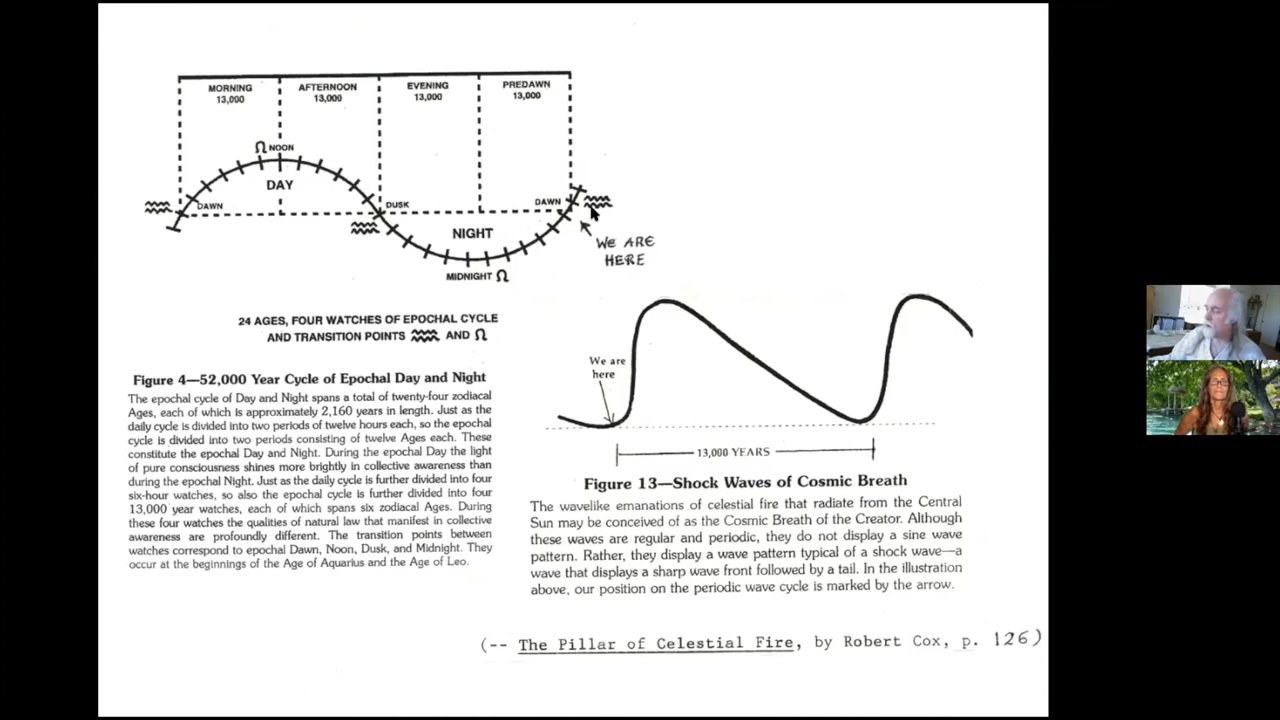 MORNING
13,000
AFTERNOON
13,000
EVENING
13,000
PREDAWN
13,000
Ω NOON
DAY
DAWN
DUSK
DAWN
NIGHT
WE ARE
HERE
MIDNIGHT Ω
24 AGES, FOUR WATCHES OF EPOCHAL CYCLE
AND TRANSITION POINTS AND Ω
Figure 4—52,000 Year Cycle of Epochal Day and Night
The epochal cycle of Day and Night spans a total of twenty-four zodiacal
Ages, each of which is approximately 2,160 years in length. Just as the
daily cycle is divided into two periods of twelve hours each, so the epochal
cycle is divided into two periods consisting of twelve Ages each. These
constitute the epochal Day and Night. During the epochal Day the light
of pure consciousness shines more brightly in collective awareness than
during the epochal Night. Just as the daily cycle is further divided into four
six-hour watches, so also the epochal cycle is further divided into four
13,000 year watches, each of which spans six zodiacal Ages. During
these four watches the qualities of natural law that manifest in collective
awareness are profoundly different. The transition points between
watches correspond to epochal Dawn, Noon, Dusk, and Midnight. They
occur at the beginnings of the Age of Aquarius and the Age of Leo.
We are
here
13,000 YEARS
Figure 13—Shock Waves of Cosmic Breath
The wavelike emanations of celestial fire that radiate from the Central
Sun may be conceived of as the Cosmic Breath of the Creator. Although
these waves are regular and periodic, they do not display a sine wave
pattern. Rather, they display a wave pattern typical of a shock wave—a
wave that displays a sharp wave front followed by a tail. In the illustration
above, our position on the periodic wave cycle is marked by the arrow.
(-- The Pillar of Celestial Fire, by Robert Cox, p. 126)